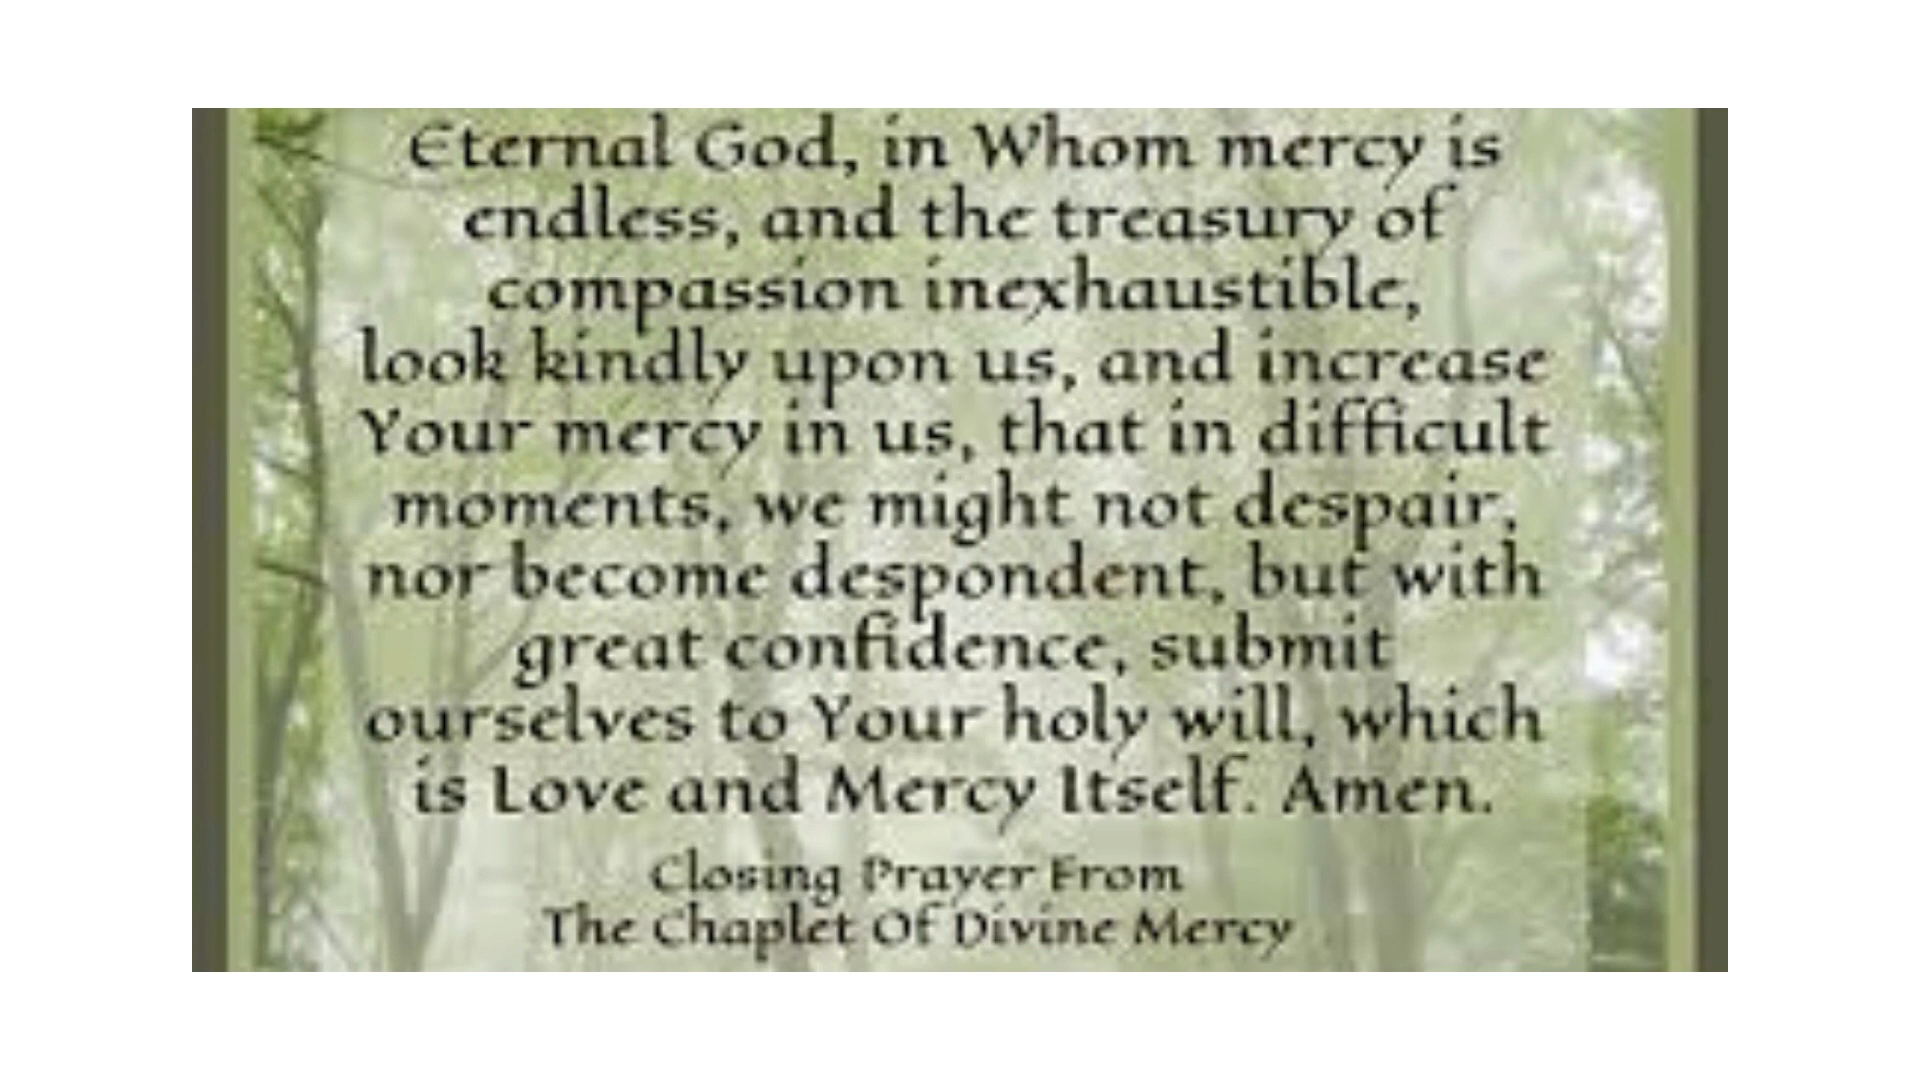 Eternal God, in Whom mercy is
endless, and the treasury of
compassion inexhaustible,
look kindly upon us, and increase
Your mercy in us, that in difficult
moments, we might not despair,
nor become despondent, but with
great confidence, submit
ourselves to Your holy will, which
is Love and Mercy Itself. Amen.
Closing Prayer From
The Chaplet Of Divine Mercy